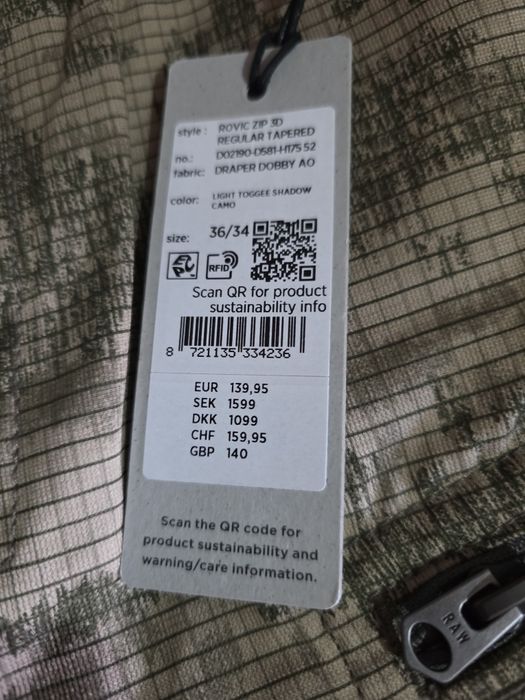 style : ROVIC ZIP 3D
REGULAR TAPERED
no.: D02190-D581-H175 52
fabric: DRAPER DOBBY AO
color: LIGHT TOGGEE SHADOW
CAMO
size: 36/34
RFID
Scan QR for product
sustainability info
8 721135 334236
EUR 139,95
SEK 1599
DKK 1099
CHF 159,95
GBP 140
Scan the QR code for
product sustainability and
warning/care information.
RAW